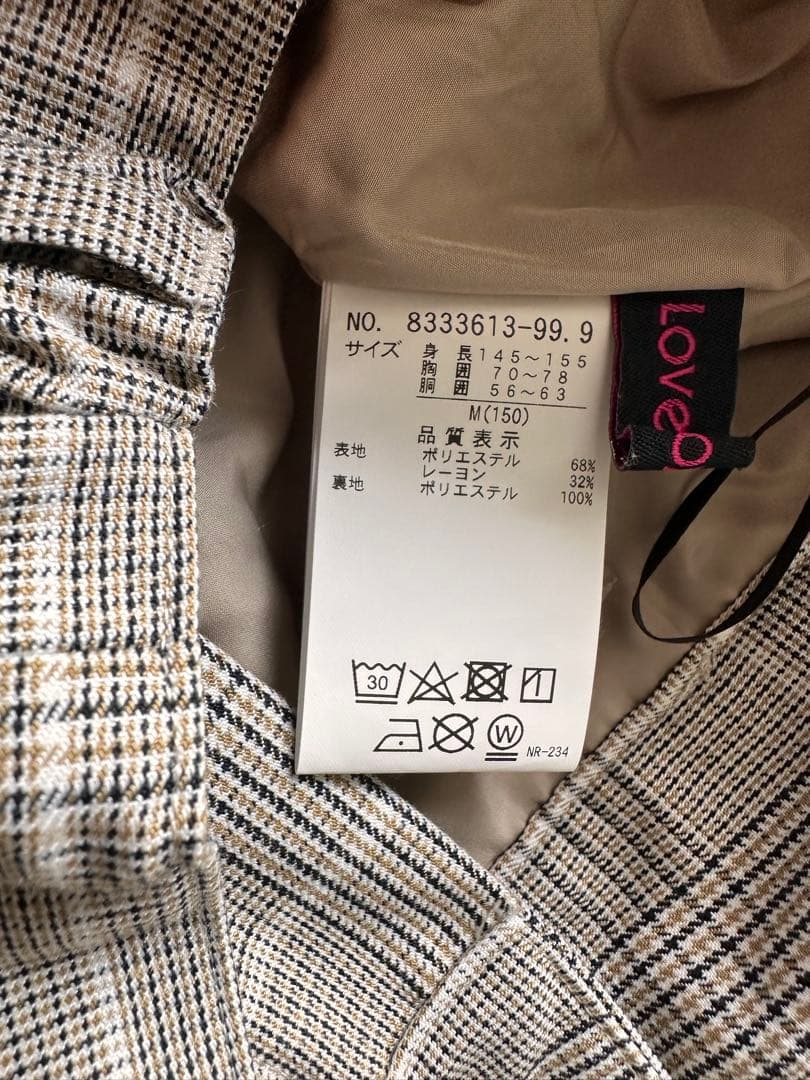 NO. 8333613-99.9
サイズ 身 長 145～155
胸 囲 70～78
胴 囲 56～63
M(150)
品質表示
表地 ポリエステル 68%
レーヨン 32%
裏地 ポリエステル 100%
30
W NR-234
Love